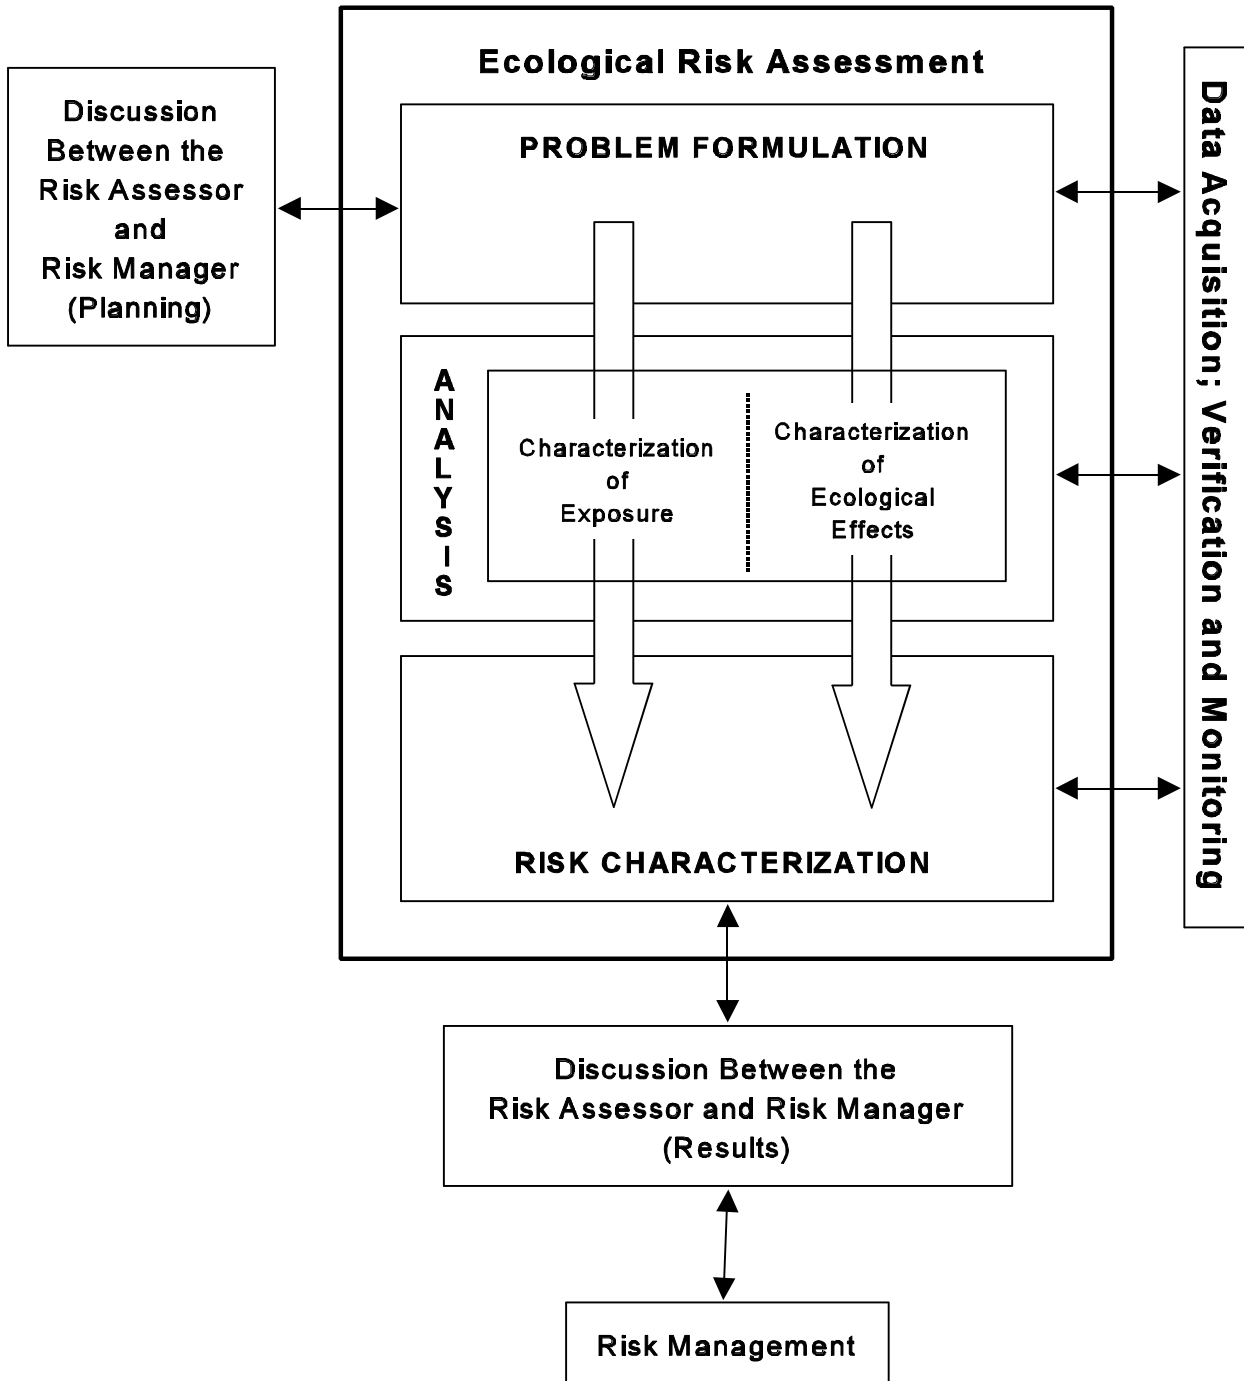 Ecological Risk Assessment
Discussion
Between the
Risk Assessor
and
Risk Manager
(Planning)
PROBLEM FORMULATION
ANALYSIS
Characterization
of
Exposure
Characterization
of
Ecological
Effects
RISK CHARACTERIZATION
Data Acquisition; Verification and Monitoring
Discussion Between the
Risk Assessor and Risk Manager
(Results)
Risk Management